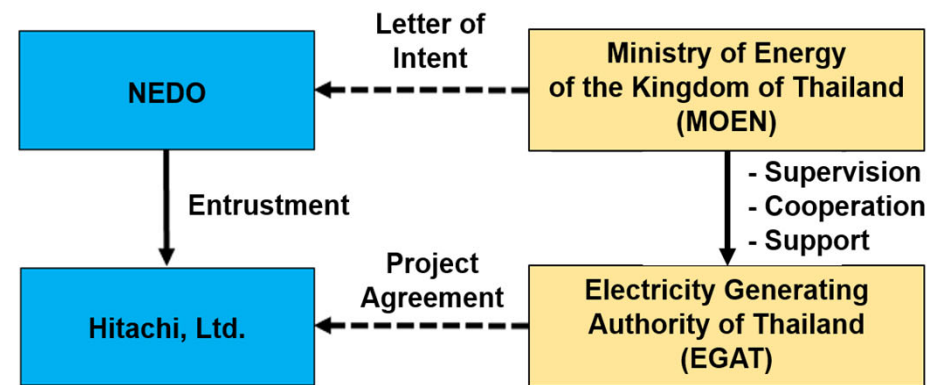 Letter of
Intent
NEDO
Ministry of Energy
of the Kingdom of Thailand
(MOEN)
Entrustment
- Supervision
- Cooperation
- Support
Project
Agreement
Hitachi, Ltd.
Electricity Generating
Authority of Thailand
(EGAT)